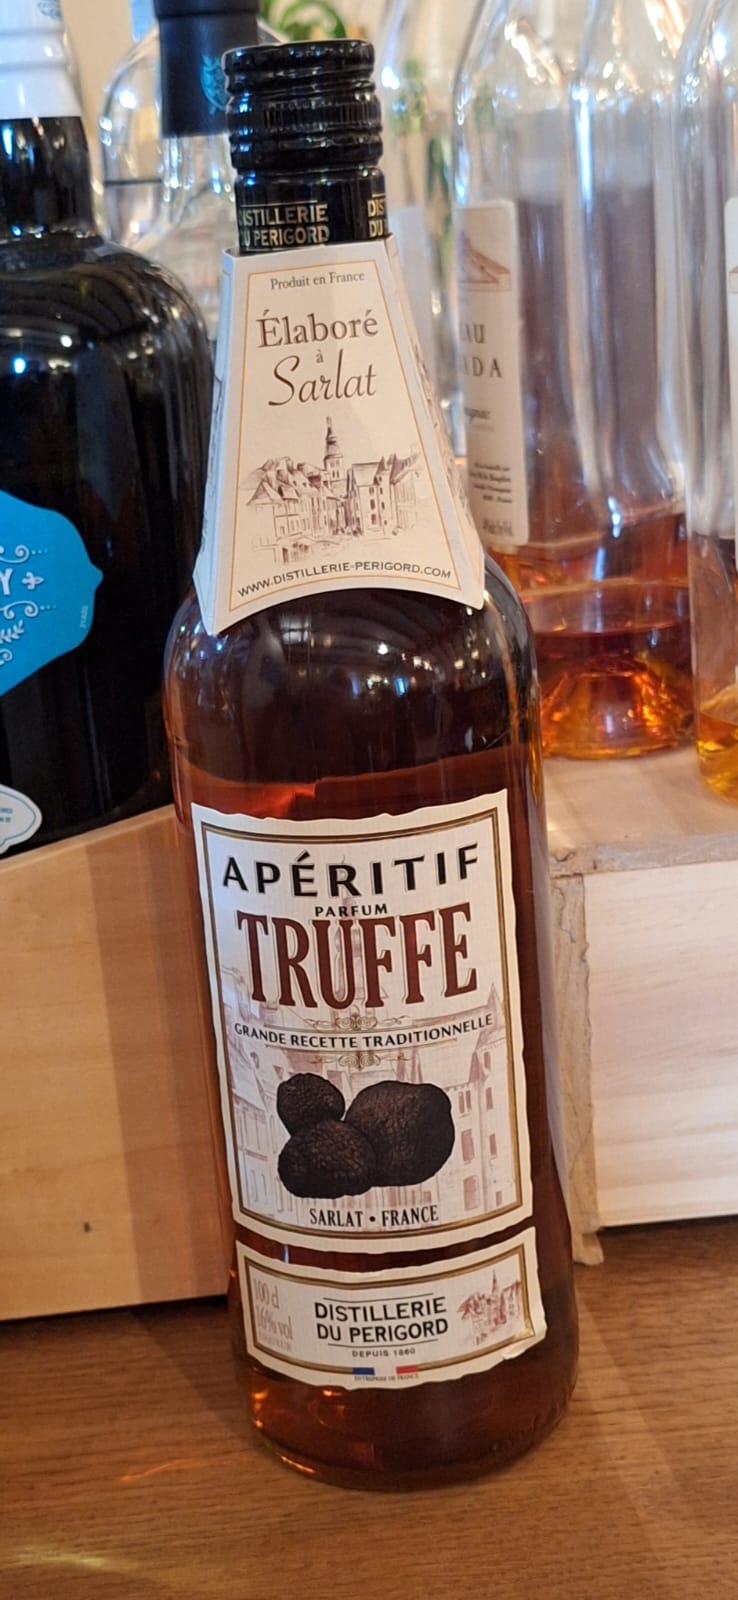 DISTILLERIE
DU PERIGORD
Produit en France
Élaboré
à
Sarlat
WWW.DISTILLERIE-PERIGORD.COM
APÉRITIF
PARFUM
TRUFFE
GRANDE RECETTE TRADITIONNELLE
SARLAT • FRANCE
100 cl
16% vol
DISTILLERIE
DU PERIGORD
DEPUIS 1860